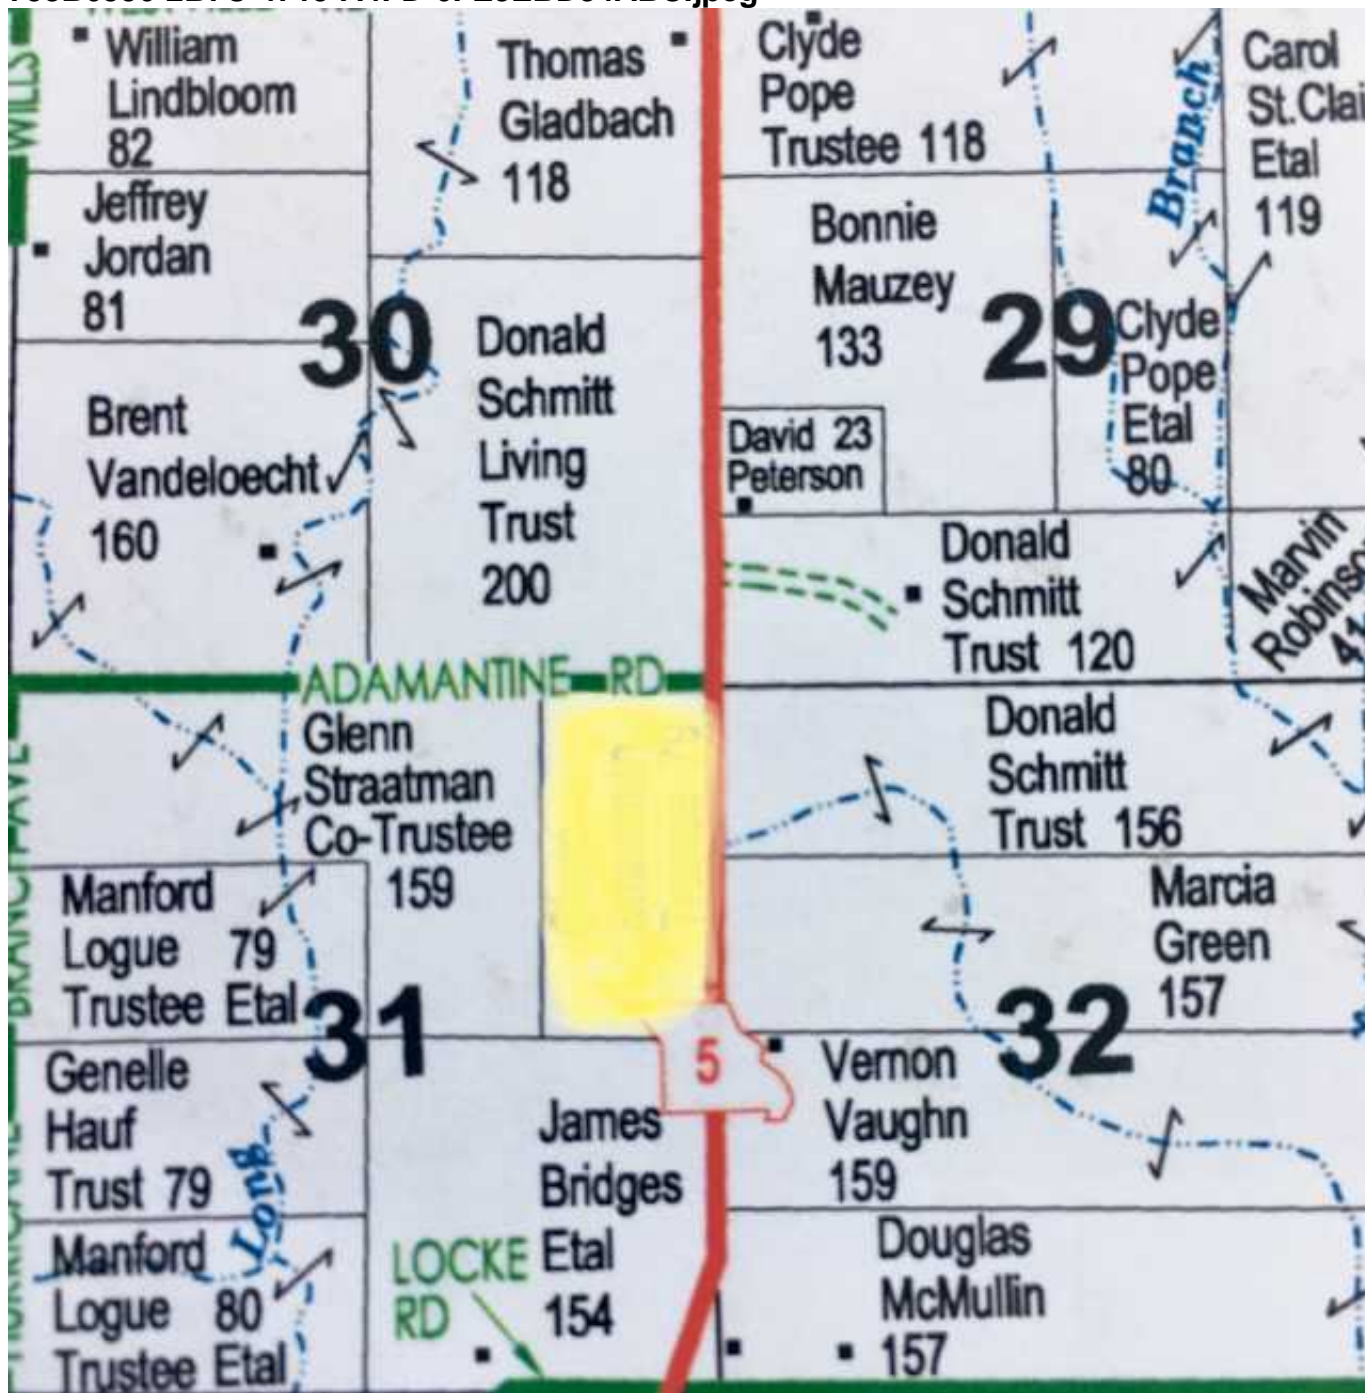 William
Lindbloom
82
Thomas
Gladbach
118
Clyde
Pope
Trustee 118
Branch
Carol
St.Clai
Etal
119
Jeffrey
Jordan
81
Bonnie
Mauzey
133
30
29
Donald
Schmitt
Living
Trust
200
Clyde
Pope
Etal
80
Brent
Vandeloecht
160
David 23
Peterson
Donald
Schmitt
Trust 120
Marvin
Robinso
41
ADAMANTINE RD
Glenn
Straatman
Co-Trustee
159
Donald
Schmitt
Trust 156
Manford
Logue 79
Trustee Etal
Marcia
Green
157
31
32
5
Genelle
Hauf
Trust 79
Long
James
Bridges
Etal
154
Vernon
Vaughn
159
Manford
Logue 80
Trustee Etal
LOCKE
RD
Douglas
McMullin
157
WILS
BRANCH AVE